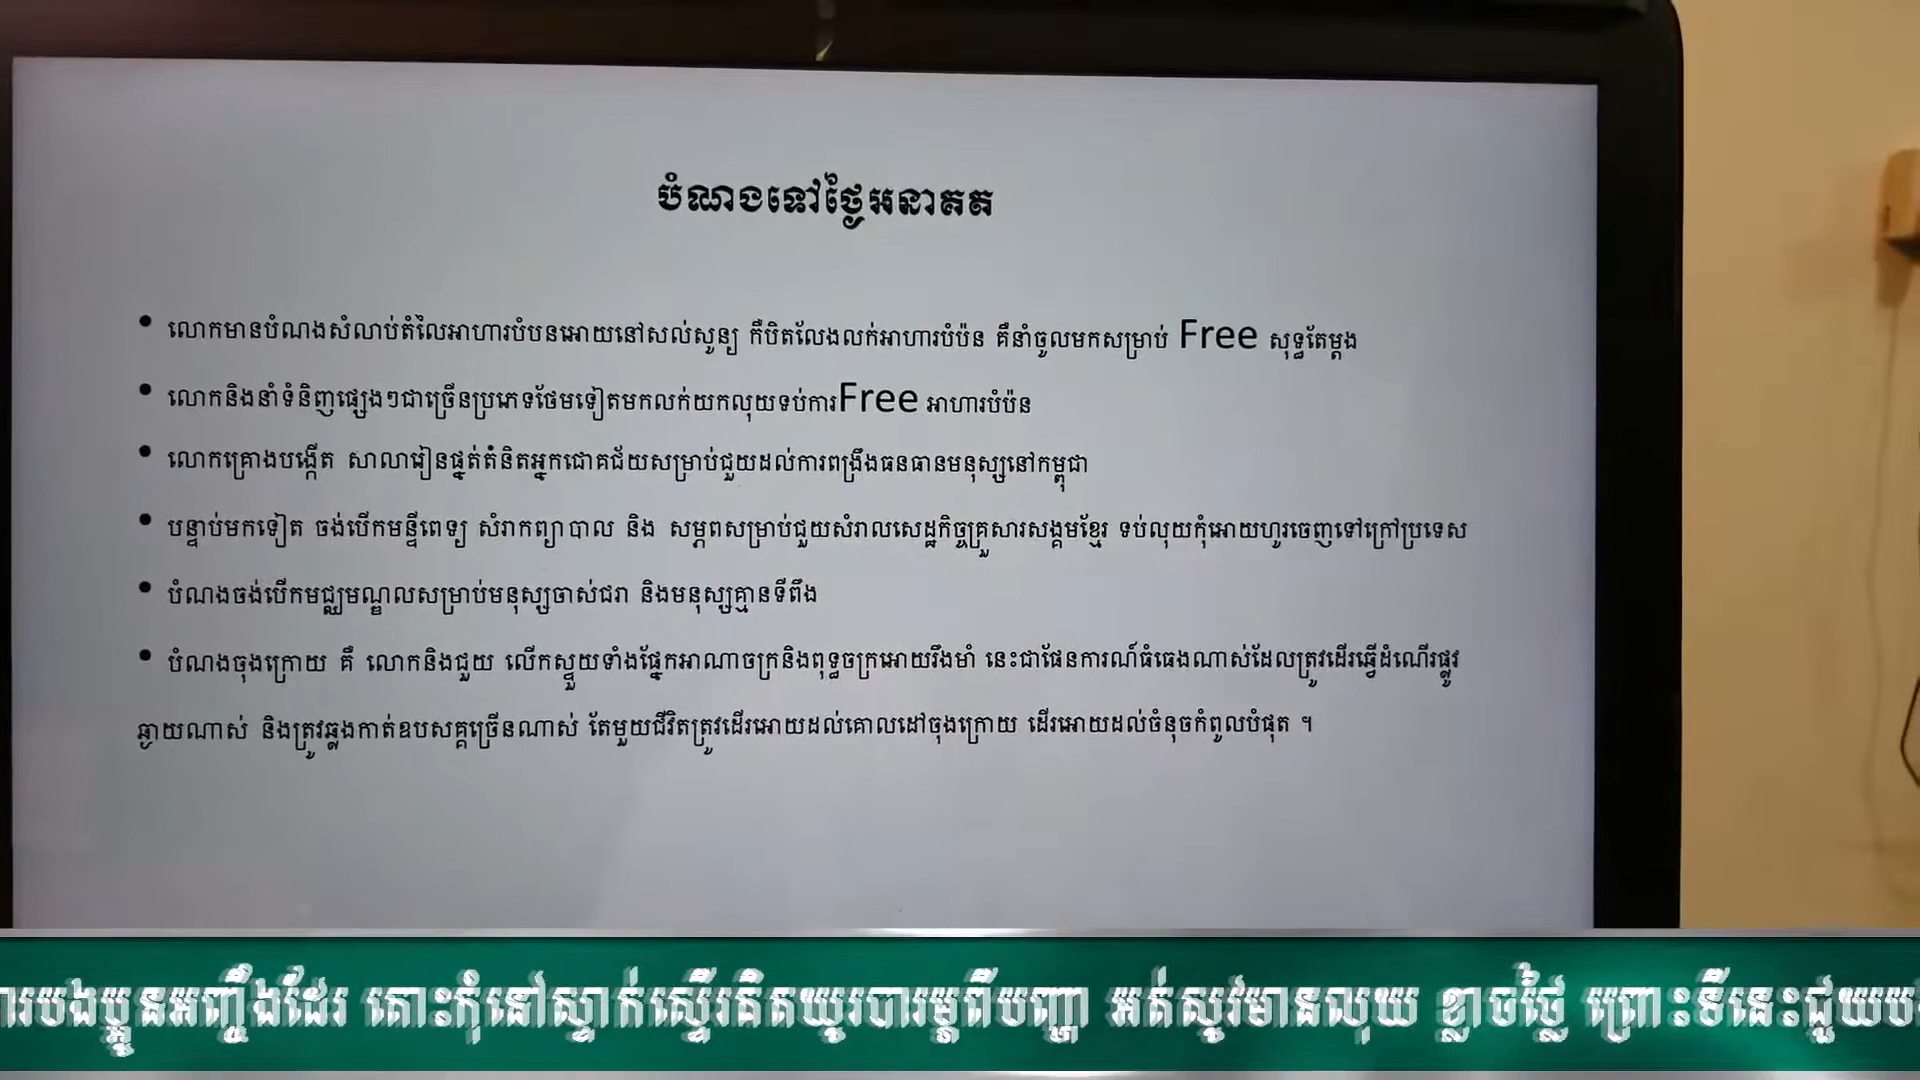 បំណងទៅថ្ងៃអនាគត
• លោកមានបំណងសំលាប់តំលៃអាហារបំបនអោយនៅសល់សូន្យ កឺបិតលែងលក់អាហារបំប៉ន គឺនាំចូលមកសម្រាប់ Free សុទ្ធតែម្ដង
• លោកនិងនាំទំនិញផ្សេងៗជាច្រើនប្រភេទថែមទៀតមកលក់យកលុយទប់ការFree អាហារបំប៉ន
• លោកគ្រោងបង្កើត សាលារៀនផ្នត់តំនិតអ្នកជោគជ័យសម្រាប់ជួយដល់ការពង្រឹងធនធានមនុស្សនៅកម្ពុជា
• បន្ទាប់មកទៀត ចង់បើកមន្ទីពេទ្យ សំរាកព្យាបាល និង សម្ភពសម្រាប់ជួយសំរាលសេដ្ឋកិច្ចគ្រួសារសង្គមខ្មែរ ទប់លុយកុំអោយហូរចេញទៅក្រៅប្រទេស
• បំណងចង់បើកមជ្ឈមណ្ឌលសម្រាប់មនុស្សចាស់ជរា និងមនុស្សគ្មានទីពឹង
• បំណងចុងក្រោយ គឺ លោកនិងជួយ លើកស្ទួយទាំងផ្នែកអាណាចក្រនិងពុទ្ធចក្រអោយរឹងមាំ នេះជាផែនការណ៍ធំធេងណាស់ដែលត្រូវដើរធ្វើដំណើរផ្លូវ
ឆ្ងាយណាស់ និងត្រូវឆ្លងកាត់ឧបសគ្គច្រើនណាស់ តែមួយជីវិតត្រូវដើរអោយដល់គោលដៅចុងក្រោយ ដើរអោយដល់ចំនុចកំពូលបំផុត ។
ារបងប្អូនអញ្ចឹងដែរ តោះកុំនៅស្ទាក់ស្ទើរគិតយូរបារម្ភពីបញ្ហា អត់សូវមានលុយ ខ្លាចថ្លៃ ព្រោះទីនេះជួយប